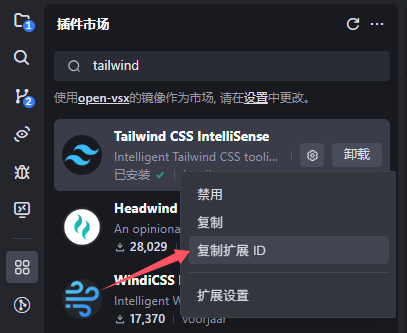 插件市场
1
tailwind
使用open-vsx的镜像作为市场, 请在设置中更改。
2
Tailwind CSS IntelliSense
Intelligent Tailwind CSS tooli...
卸载
已安装
禁用
Headwind
复制
An opiniona
28,029
复制扩展 ID
WindiCSS I
Intelligent W
扩展设置
17,370
voorjaar